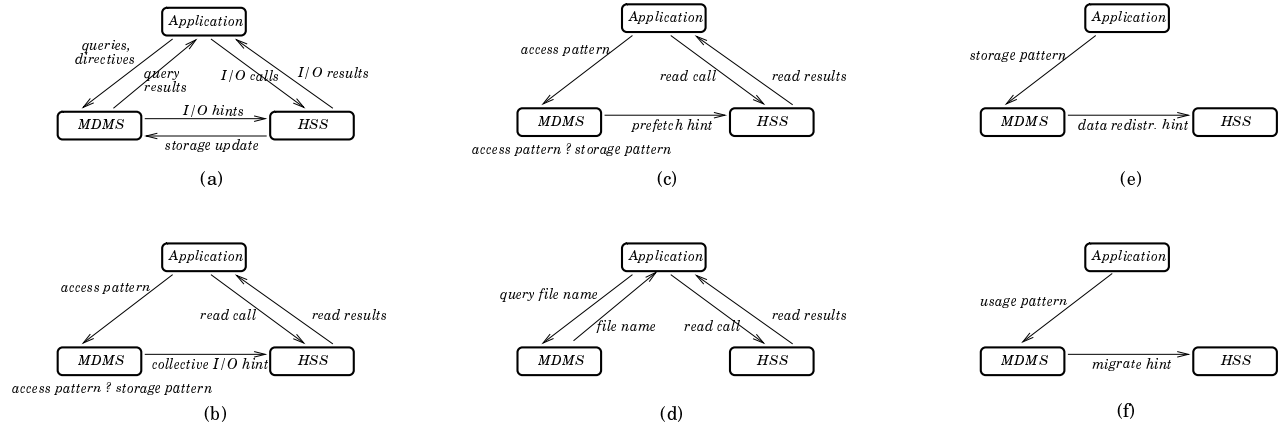 Application
queries,
directives
query
results
I/O calls
I/O results
MDMS
I/O hints
HSS
storage update
(a)
Application
access pattern
read call
read results
MDMS
prefetch hint
HSS
access pattern ? storage pattern
(c)
Application
storage pattern
MDMS
data redistr. hint
HSS
(e)
Application
access pattern
read call
read results
MDMS
collective I/O hint
HSS
access pattern ? storage pattern
(b)
Application
query file name
file name
read call
read results
MDMS
HSS
(d)
Application
usage pattern
MDMS
migrate hint
HSS
(f)